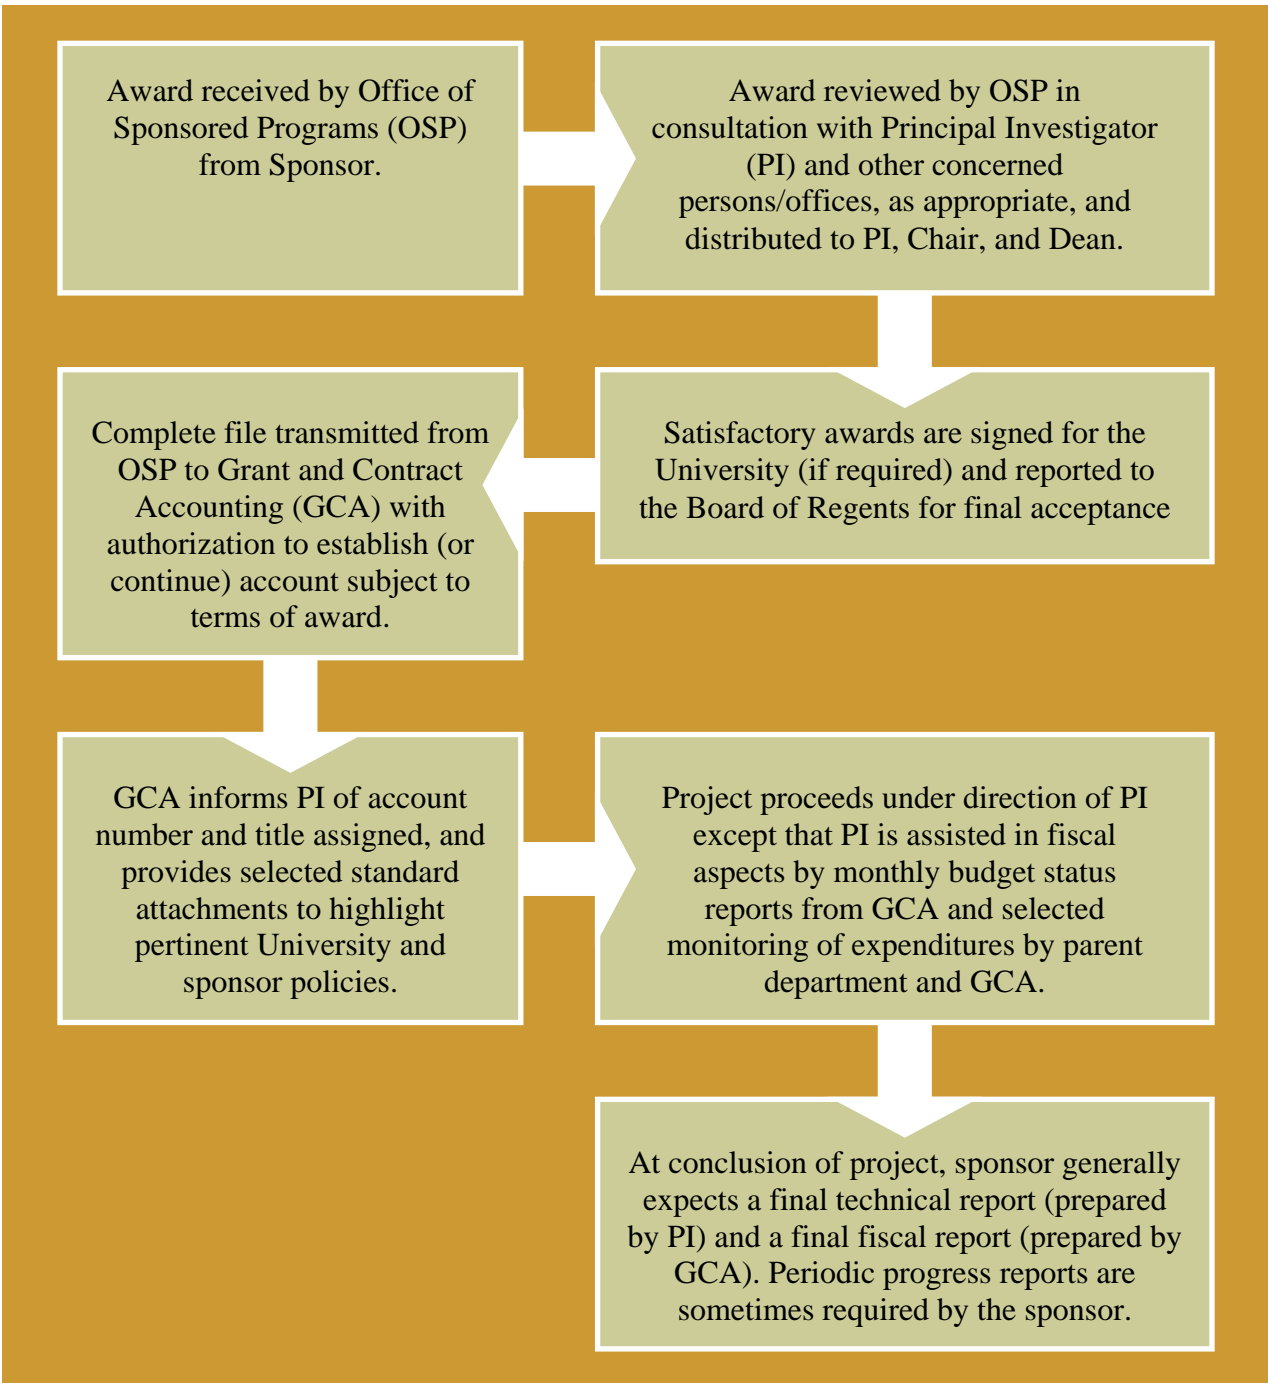 Award received by Office of
Sponsored Programs (OSP)
from Sponsor.
Award reviewed by OSP in
consultation with Principal Investigator
(PI) and other concerned
persons/offices, as appropriate, and
distributed to PI, Chair, and Dean.
Satisfactory awards are signed for the
University (if required) and reported to
the Board of Regents for final acceptance
Complete file transmitted from
OSP to Grant and Contract
Accounting (GCA) with
authorization to establish (or
continue) account subject to
terms of award.
GCA informs PI of account
number and title assigned, and
provides selected standard
attachments to highlight
pertinent University and
sponsor policies.
Project proceeds under direction of PI
except that PI is assisted in fiscal
aspects by monthly budget status
reports from GCA and selected
monitoring of expenditures by parent
department and GCA.
At conclusion of project, sponsor generally
expects a final technical report (prepared
by PI) and a final fiscal report (prepared by
GCA). Periodic progress reports are
sometimes required by the sponsor.